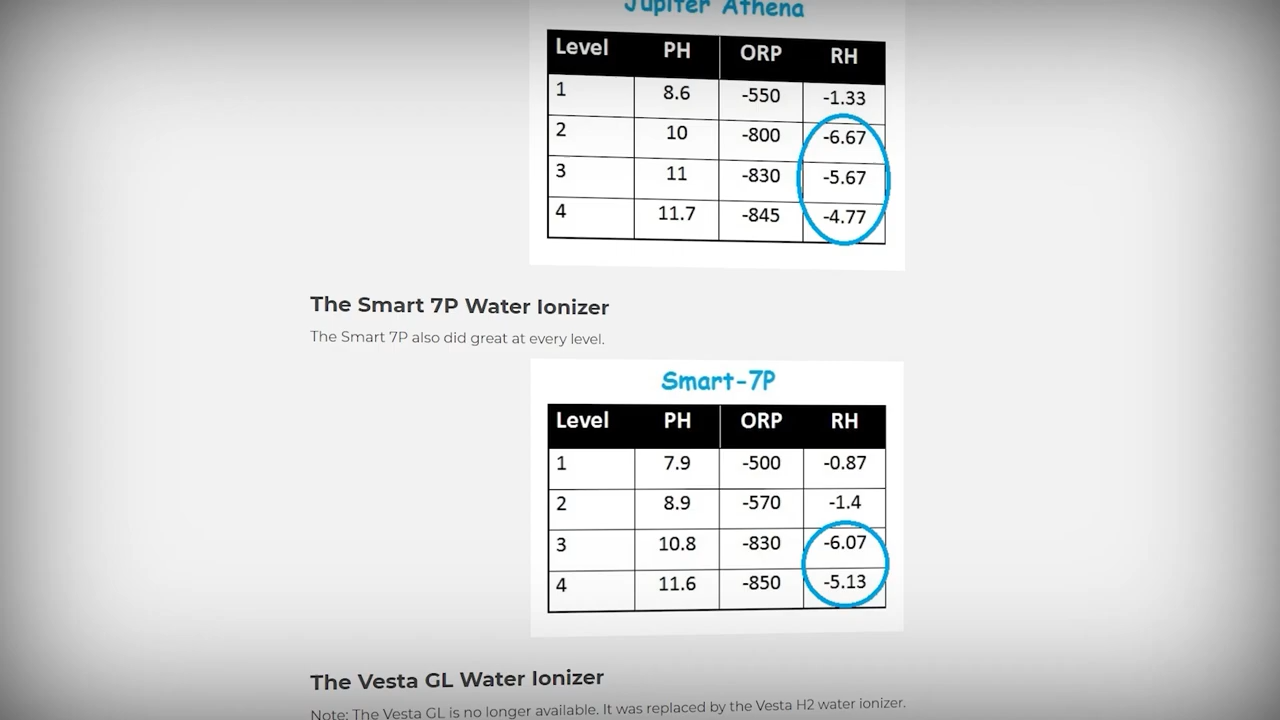 Jupiter Athena
Level PH ORP RH
1 8.6 -550 -1.33
2 10 -800 -6.67
3 11 -830 -5.67
4 11.7 -845 -4.77
The Smart 7P Water Ionizer
The Smart 7P also did great at every level.
Smart-7P
Level PH ORP RH
1 7.9 -500 -0.87
2 8.9 -570 -1.4
3 10.8 -830 -6.07
4 11.6 -850 -5.13
The Vesta GL Water Ionizer
Note: The Vesta GL is no longer available. It was replaced by the Vesta H2 water ionizer.